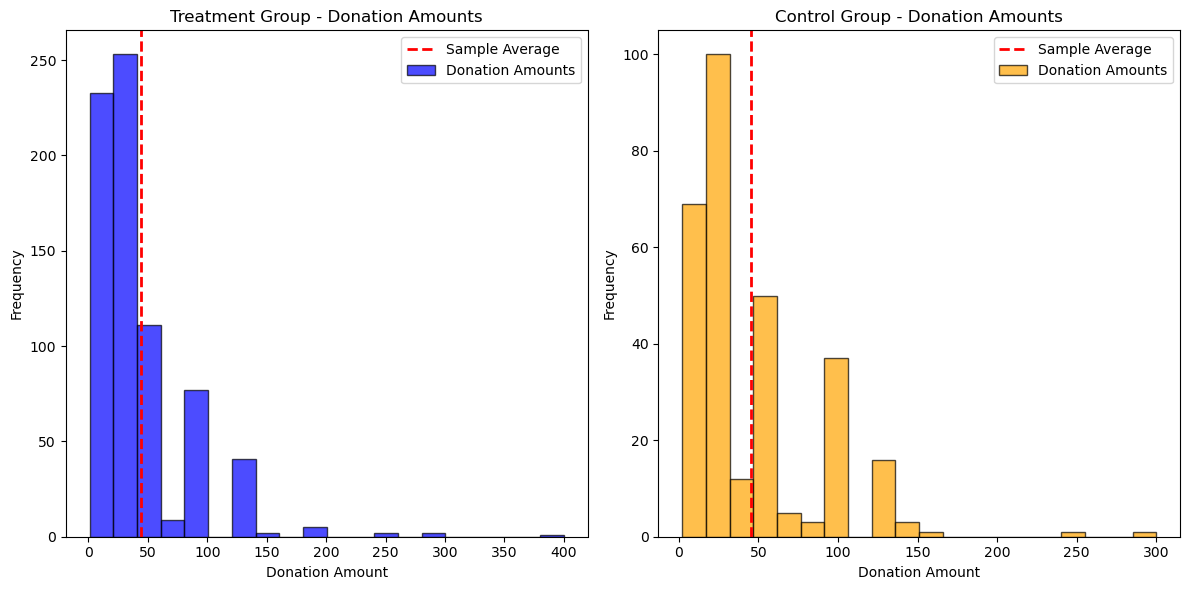 Treatment Group - Donation Amounts
Sample Average
Donation Amounts
250
200
150
100
50
0
Frequency
0 50 100 150 200 250 300 350 400
Donation Amount
Control Group - Donation Amounts
Sample Average
Donation Amounts
100
80
60
40
20
0
Frequency
0 50 100 150 200 250 300
Donation Amount